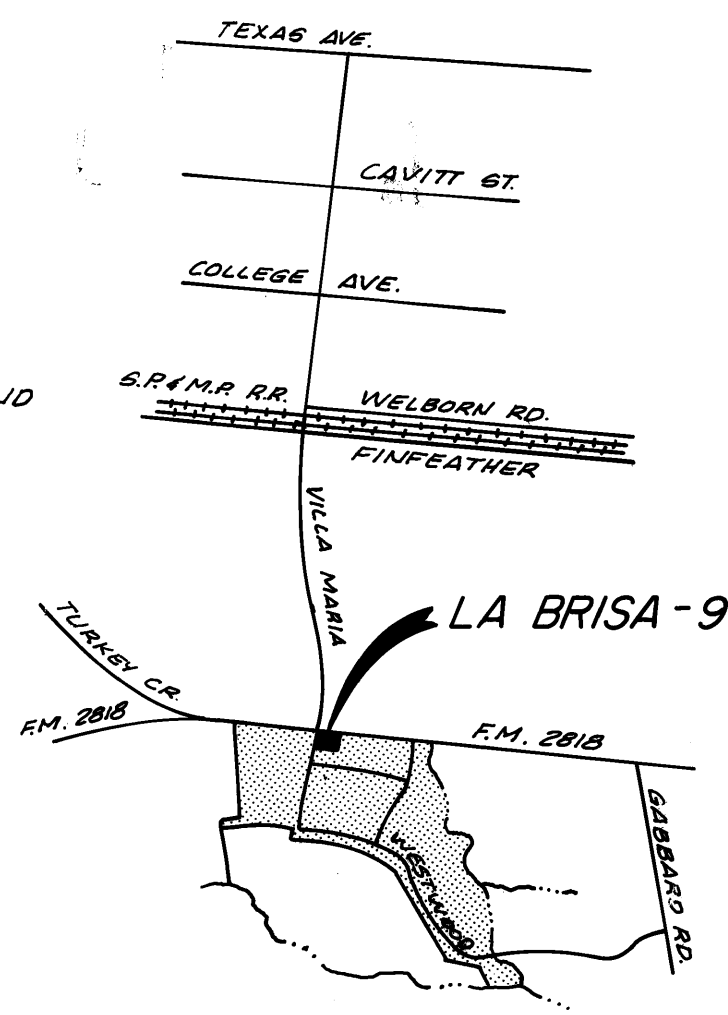 TEXAS AVE.
CAVITT ST.
COLLEGE AVE.
S.P. & M.P. R.R.
WELBORN RD.
FINFEATHER
VILLA MARIA
LA BRISA - 9
TURKEY CR.
F.M. 2818
F.M. 2818
GABBARD RD.
WESTWOOD